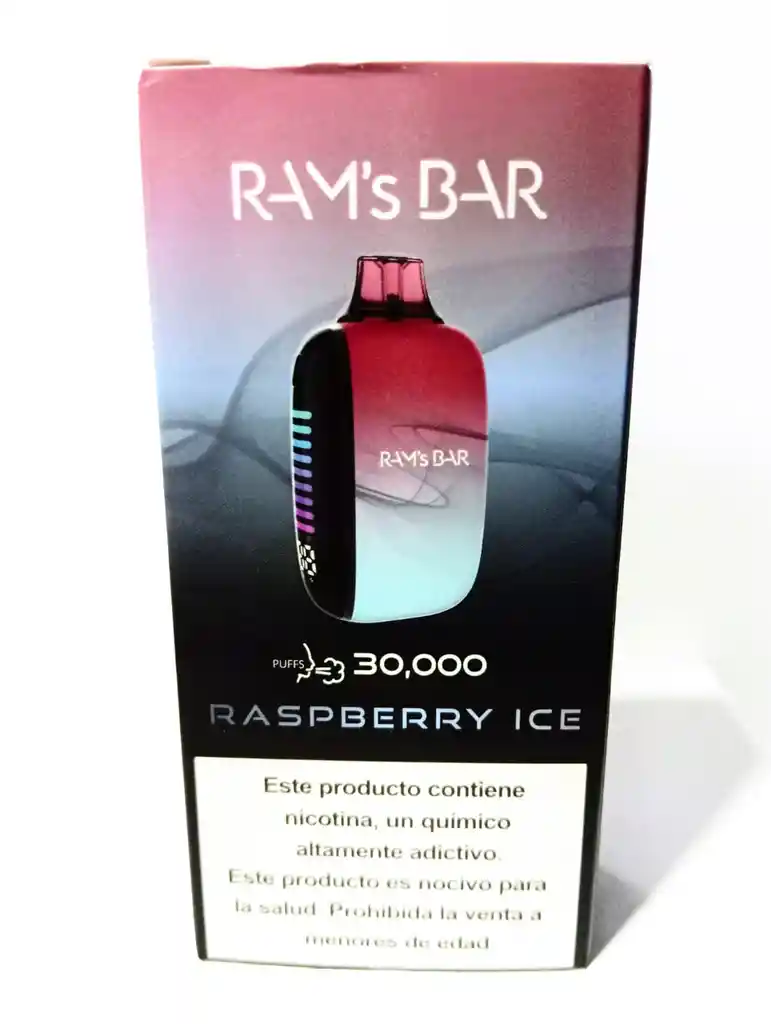 RAM's BAR
RAM's BAR
PUFFS 30,000
RASPBERRY ICE
Este producto contiene
nicotina, un quimico
altamente adictivo.
Este producto es nocivo para
la salud. Prohibida la venta a
menores de edad